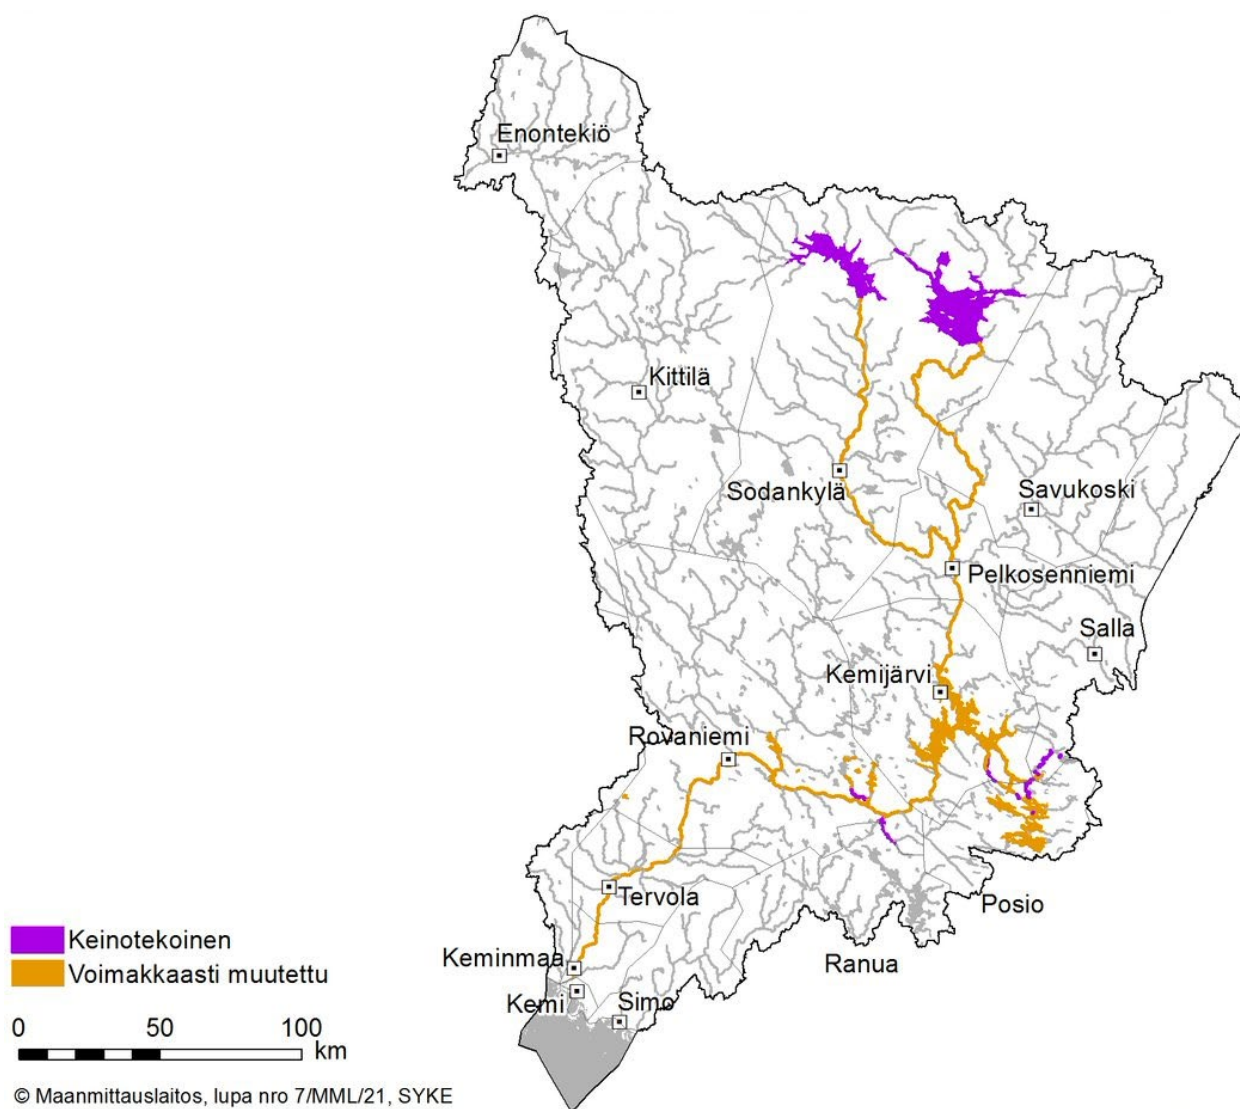 Enontekiö
Kittilä
Sodankylä
Savukoski
Pelkosenniemi
Salla
Kemijärvi
Rovaniemi
Tervola
Posio
Keinotekoinen
Keminmaa
Ranua
Voimakkaasti muutettu
Kemi
Simo
0 50 100
km
© Maanmittauslaitos, lupa nro 7/MML/21, SYKE